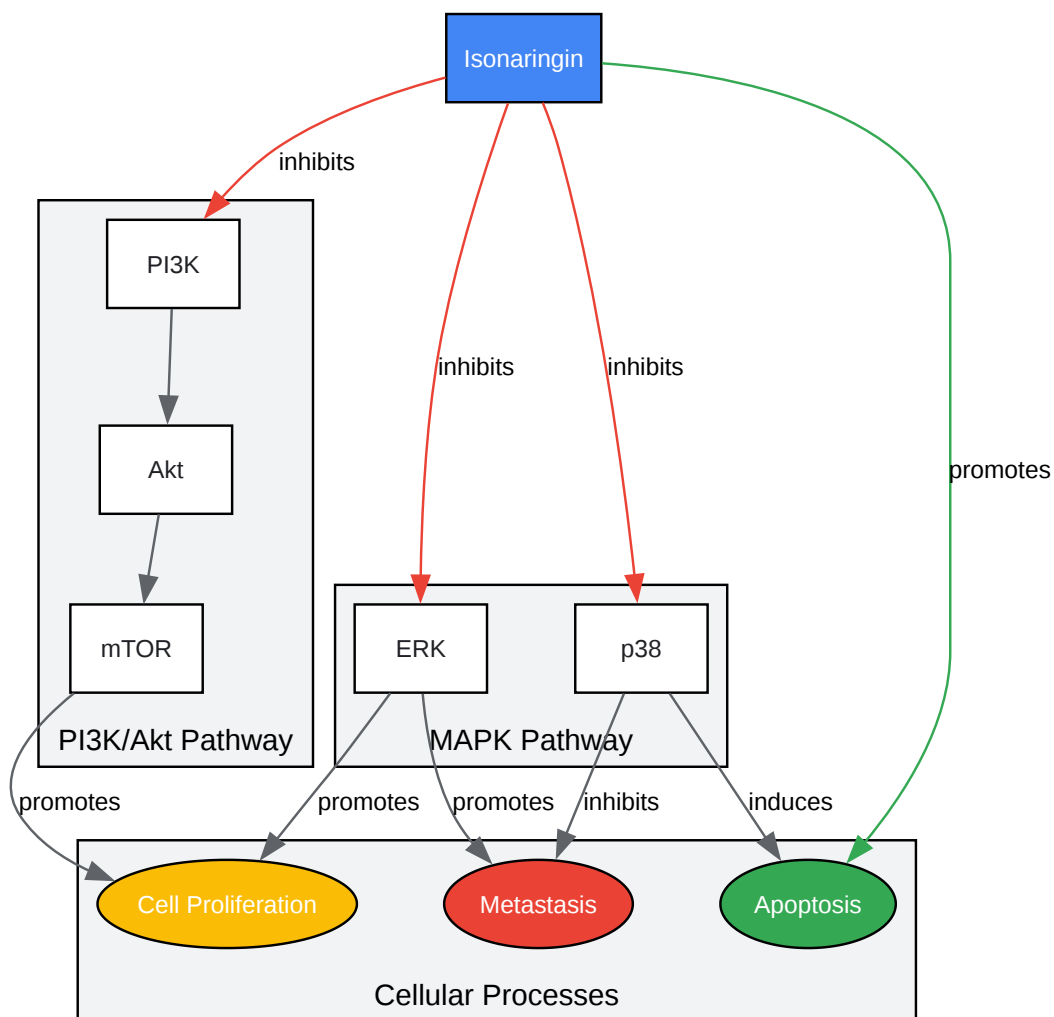 Isonaringin
inhibits
PI3K
inhibits
inhibits
Akt
promotes
mTOR
ERK
p38
PI3K/Akt Pathway
MAPK Pathway
promotes
promotes
promotes
inhibits
induces
Cell Proliferation
Metastasis
Apoptosis
Cellular Processes